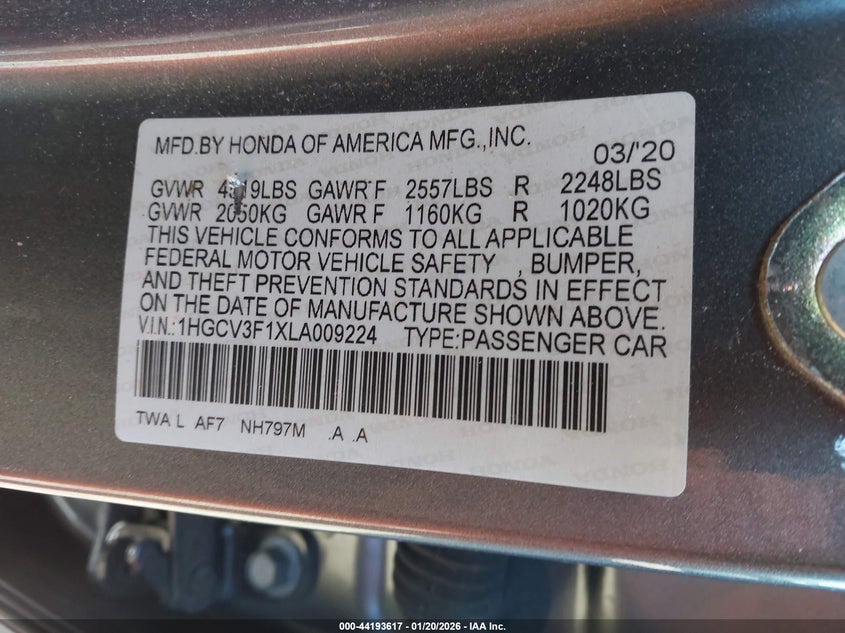 MFD.BY HONDA OF AMERICA MFG.,INC. 03/'20
GVWR 4519LBS GAWR F 2557LBS R 2248LBS
GVWR 2050KG GAWR F 1160KG R 1020KG
THIS VEHICLE CONFORMS TO ALL APPLICABLE
FEDERAL MOTOR VEHICLE SAFETY , BUMPER,
AND THEFT PREVENTION STANDARDS IN EFFECT
ON THE DATE OF MANUFACTURE SHOWN ABOVE.
V.I.N.:1HGCV3F1XLA009224 TYPE:PASSENGER CAR
TWA L AF7 NH797M .A .A
000-44193617 - 01/20/2026 - IAA Inc.